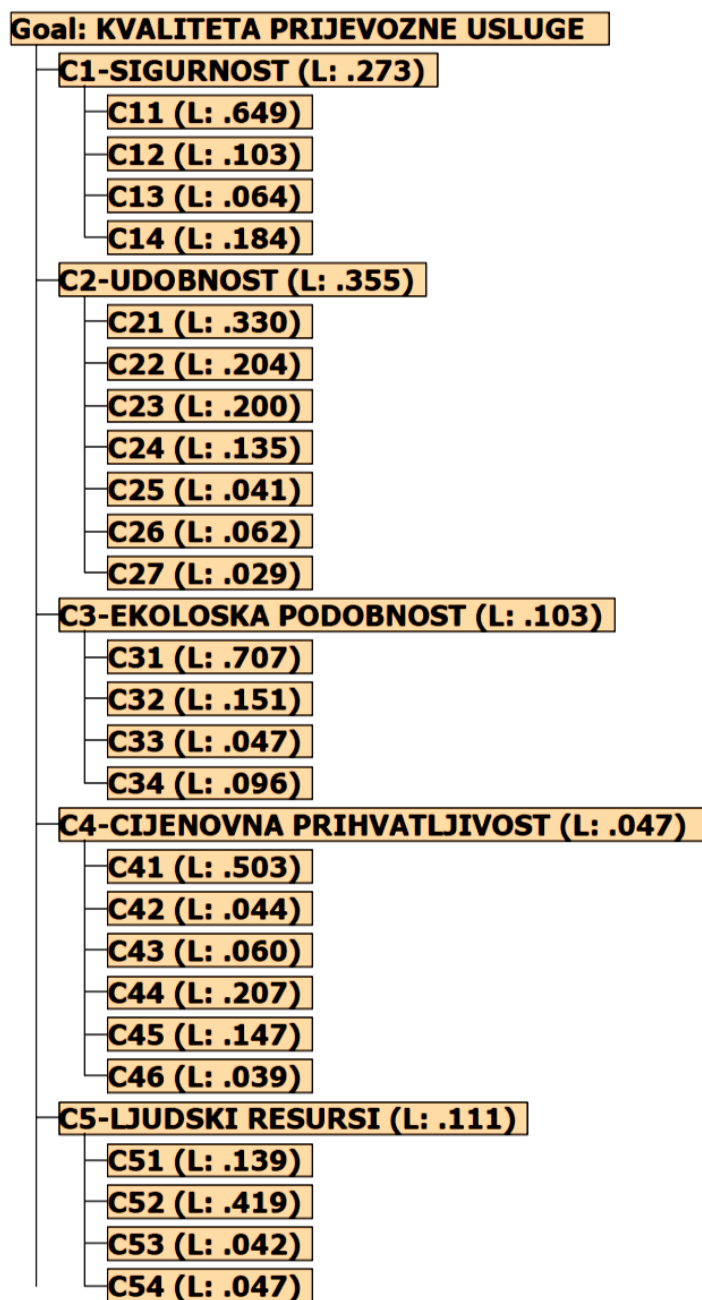 Goal: KVALITETA PRIJEVOZNE USLUGE
C1-SIGURNOST (L: .273)
C11 (L: .649)
C12 (L: .103)
C13 (L: .064)
C14 (L: .184)
C2-UDOBNOST (L: .355)
C21 (L: .330)
C22 (L: .204)
C23 (L: .200)
C24 (L: .135)
C25 (L: .041)
C26 (L: .062)
C27 (L: .029)
C3-EKOLOSKA PODOBNOST (L: .103)
C31 (L: .707)
C32 (L: .151)
C33 (L: .047)
C34 (L: .096)
C4-CIJENOVNA PRIHVATLJIVOST (L: .047)
C41 (L: .503)
C42 (L: .044)
C43 (L: .060)
C44 (L: .207)
C45 (L: .147)
C46 (L: .039)
C5-LJUDSKI RESURSI (L: .111)
C51 (L: .139)
C52 (L: .419)
C53 (L: .042)
C54 (L: .047)